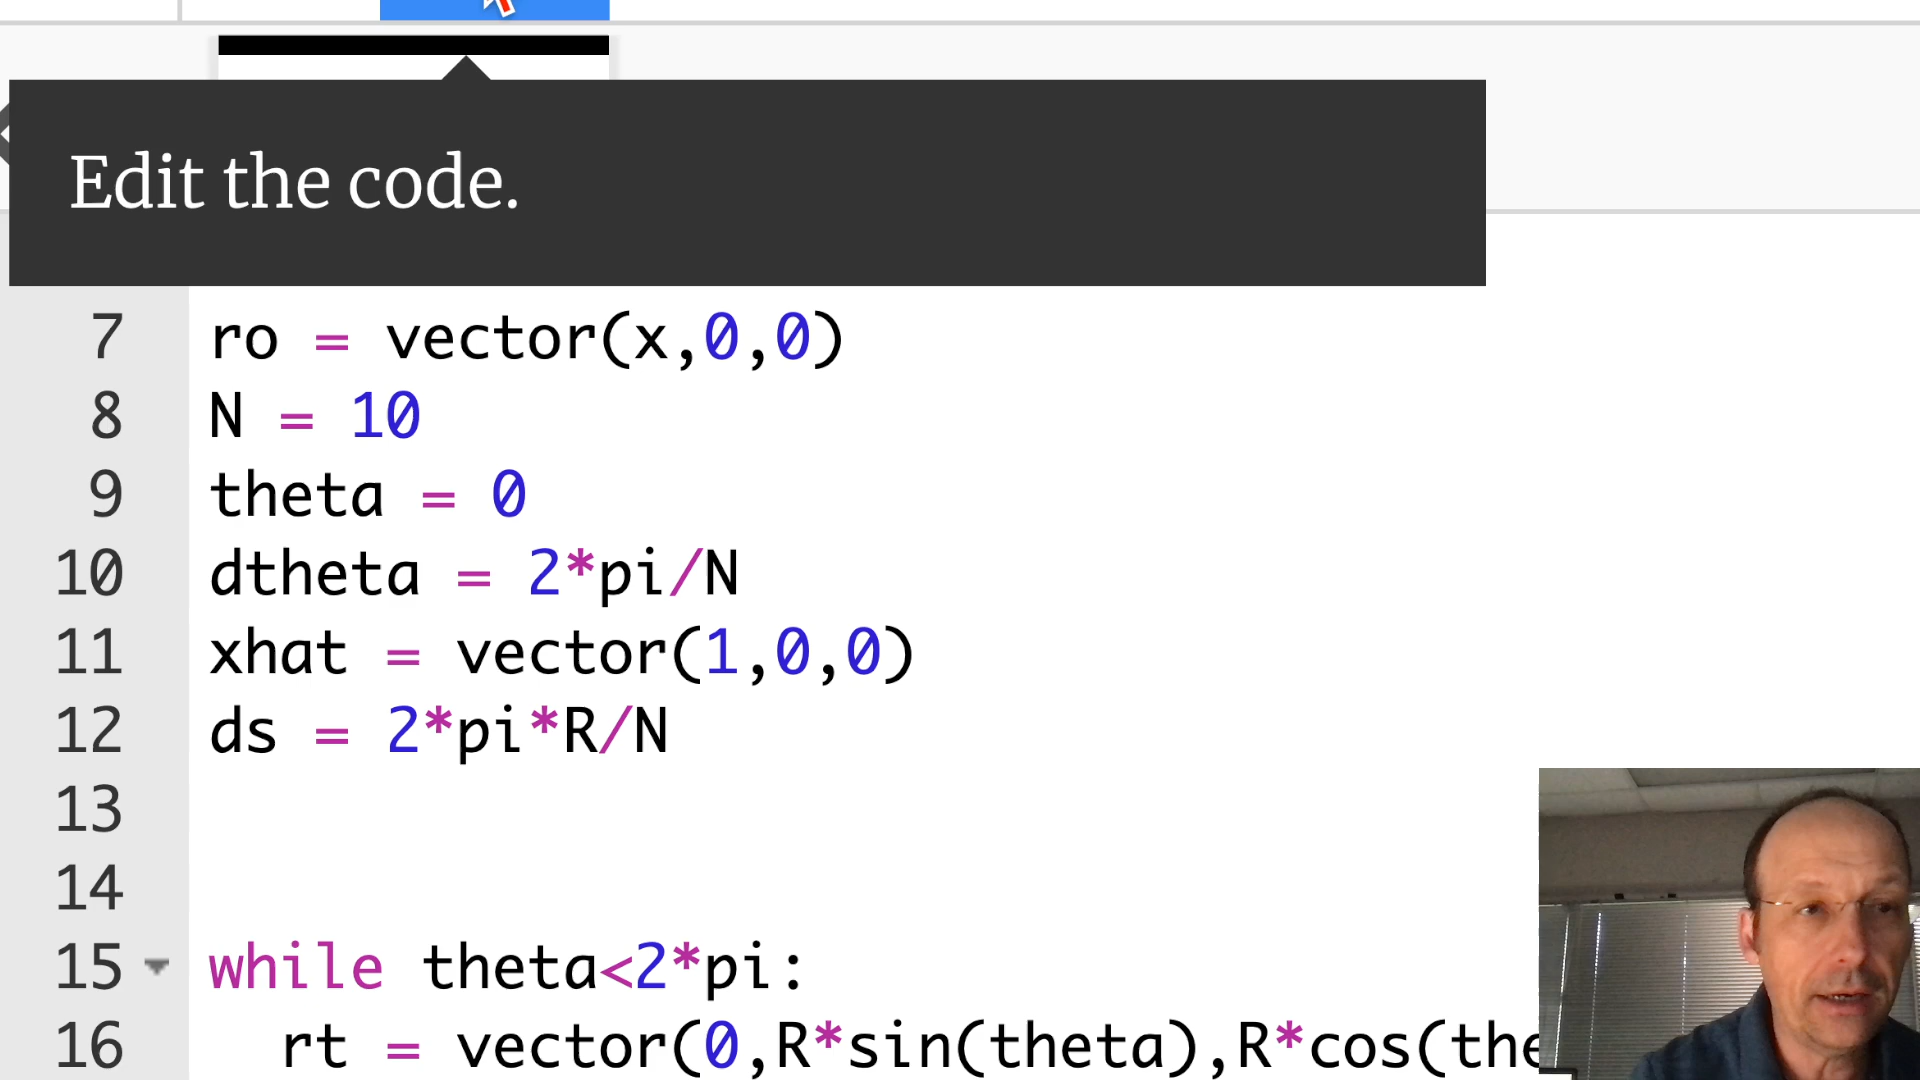 Edit the code.
7 ro = vector(x,0,0)
8 N = 10
9 theta = 0
10 dtheta = 2*pi/N
11 xhat = vector(1,0,0)
12 ds = 2*pi*R/N
13
14
15 while theta<2*pi:
16 rt = vector(0,R*sin(theta),R*cos(the